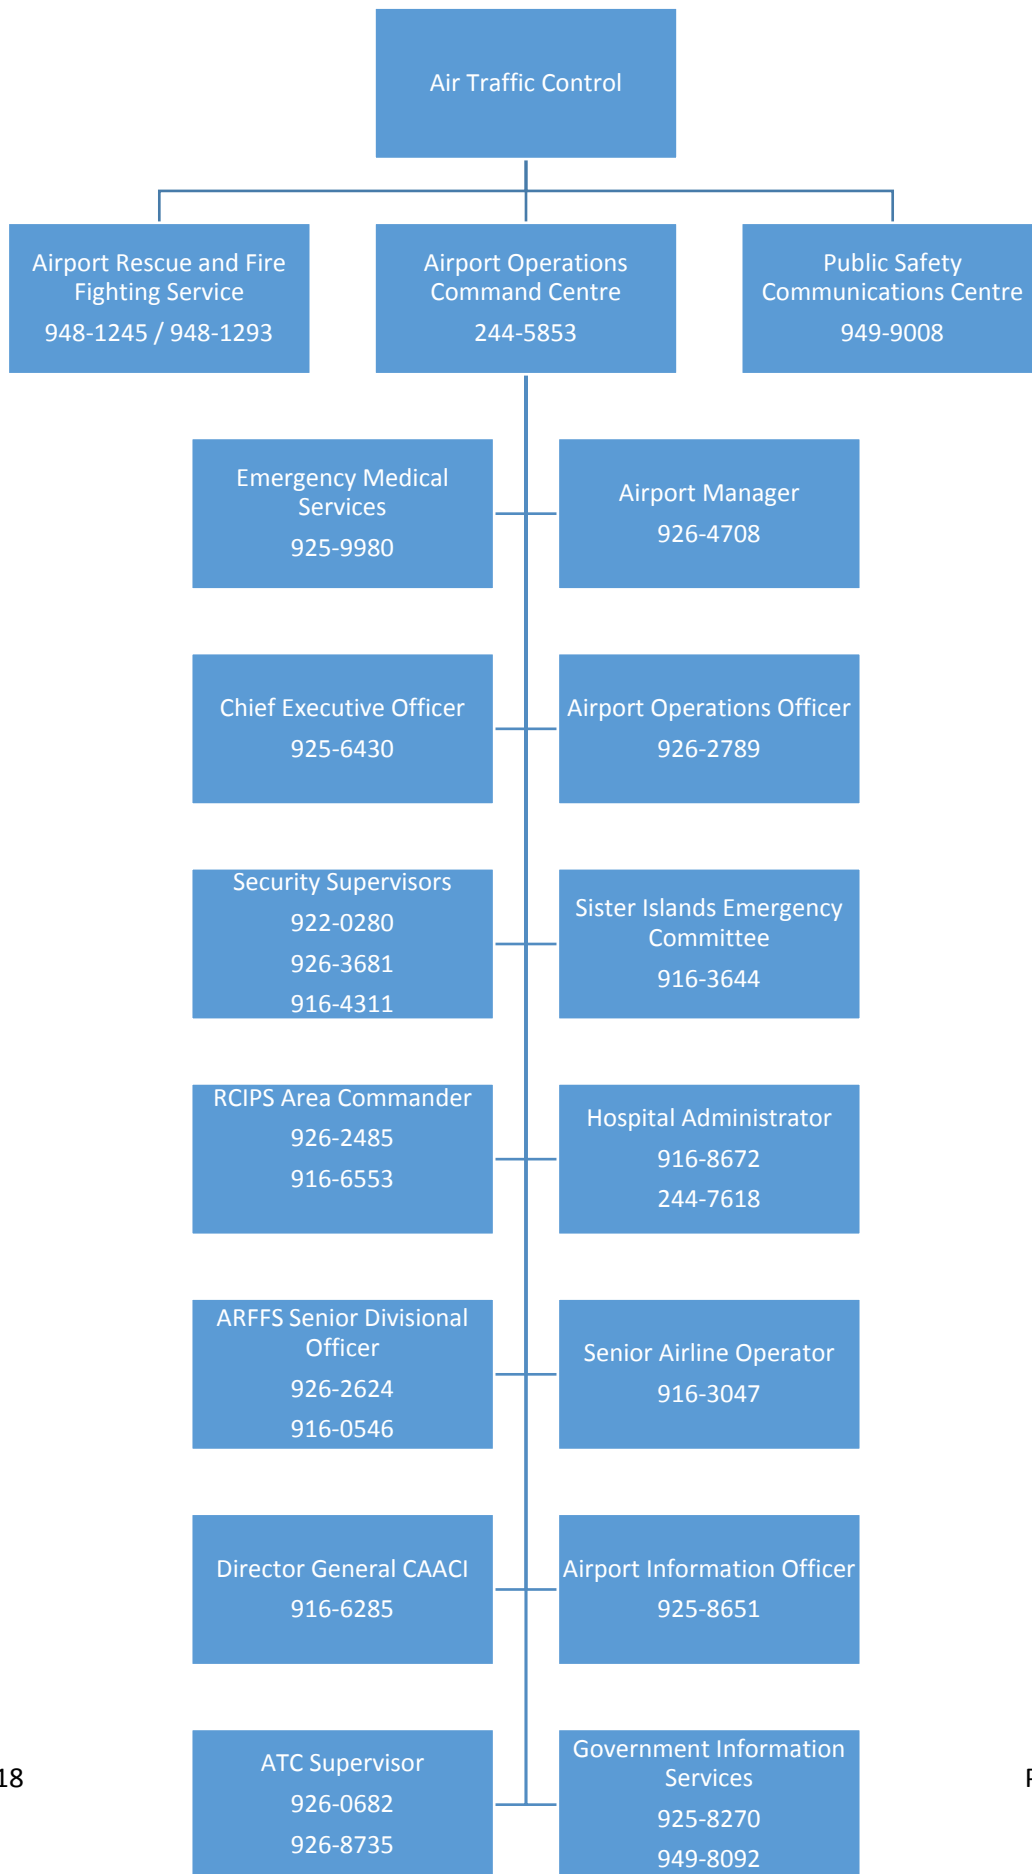 Air Traffic Control
Airport Rescue and Fire
Fighting Service
948-1245 / 948-1293
Airport Operations
Command Centre
244-5853
Public Safety
Communications Centre
949-9008
Emergency Medical
Services
925-9980
Airport Manager
926-4708
Chief Executive Officer
925-6430
Airport Operations Officer
926-2789
Security Supervisors
922-0280
926-3681
916-4311
Sister Islands Emergency
Committee
916-3644
RCIPS Area Commander
926-2485
916-6553
Hospital Administrator
916-8672
244-7618
ARFFS Senior Divisional
Officer
926-2624
916-0546
Senior Airline Operator
916-3047
Director General CAACI
916-6285
Airport Information Officer
925-8651
ATC Supervisor
926-0682
926-8735
Government Information
Services
925-8270
949-8092
18